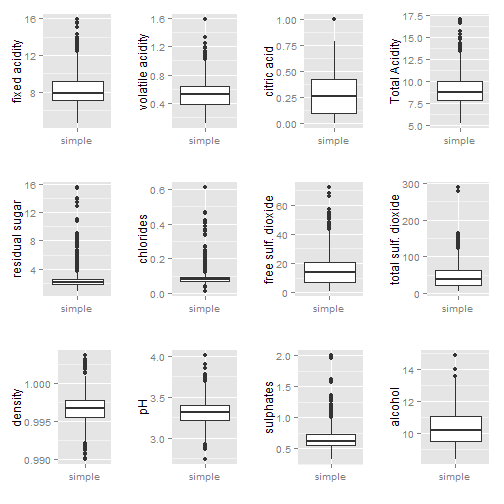 fixed acidity
16
12
8
simple
volatile acidity
1.6
1.2
0.8
0.4
simple
citric acid
1.00
0.75
0.50
0.25
0.00
simple
Total Acidity
17.5
15.0
12.5
10.0
7.5
5.0
simple
residual sugar
16
12
8
4
simple
chlorides
0.6
0.4
0.2
0.0
simple
free sulf. dioxide
60
40
20
0
simple
total sulf. dioxide
300
200
100
0
simple
density
1.000
0.995
0.990
simple
pH
4.0
3.5
3.0
simple
sulphates
2.0
1.5
1.0
0.5
simple
alcohol
14
12
10
simple